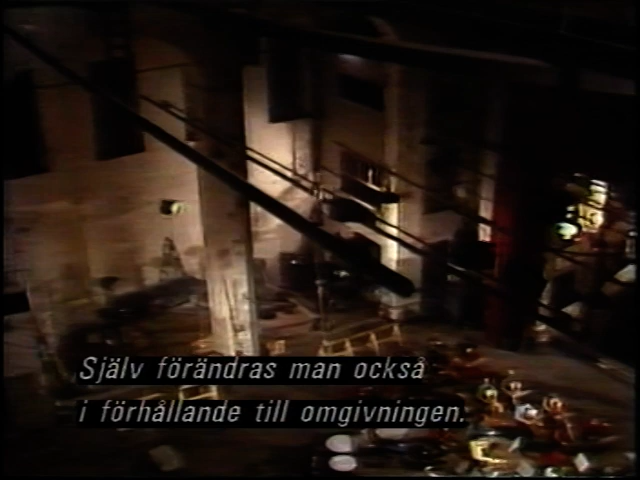 Själv förändras man också
i förhållande till omgivningen.